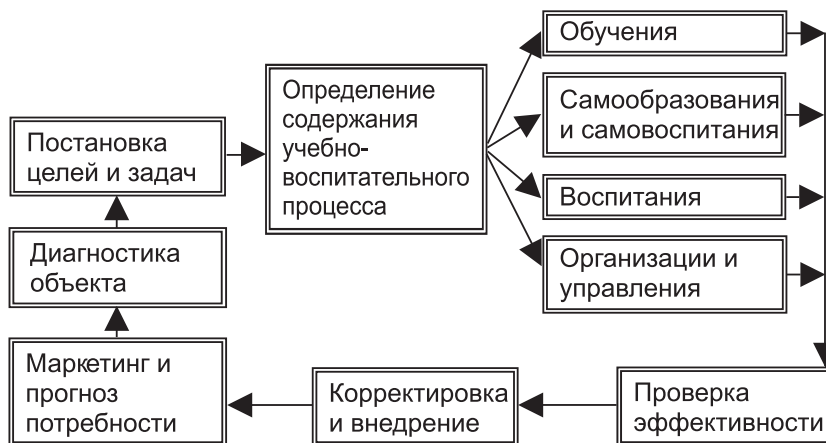 Обучения
Определение
содержания
учебно-
воспитательного
процесса
Самообразования
и самовоспитания
Постановка
целей и задач
Воспитания
Диагностика
объекта
Организации и
управления
Маркетинг и
прогноз
потребности
Корректировка
и внедрение
Проверка
эффективности